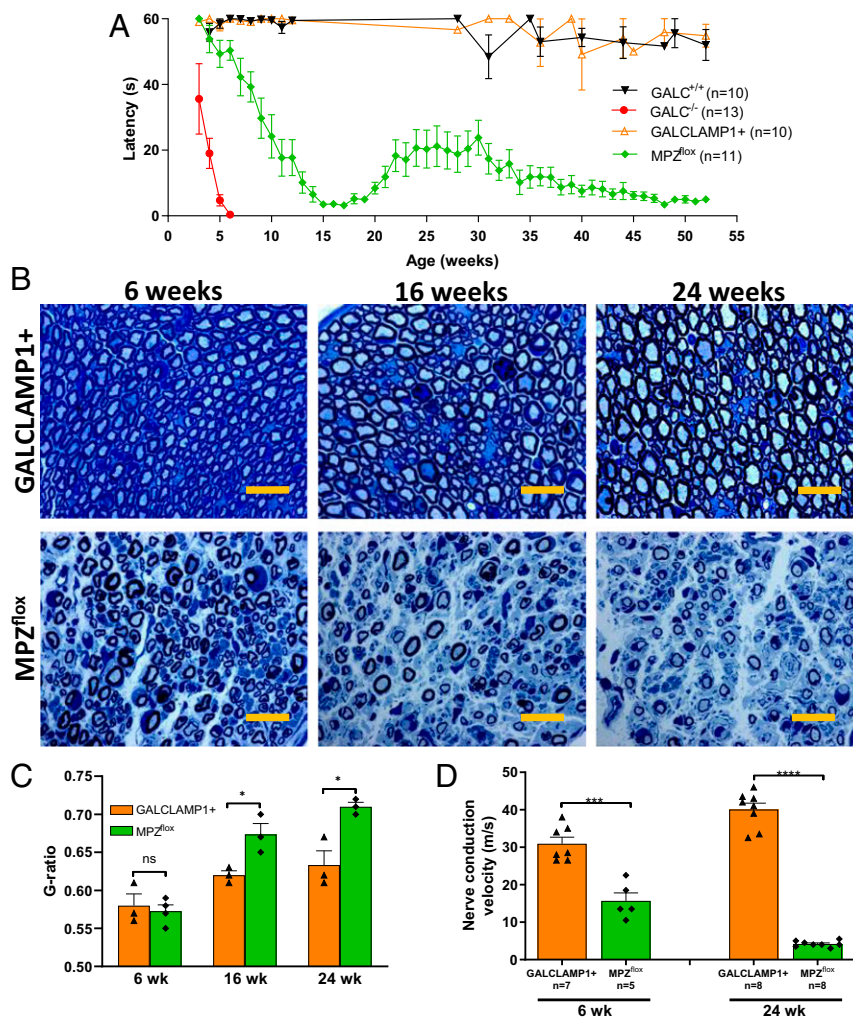 A
60
40
20
0
Latency (s)
0 5 10 15 20 25 30 35 40 45 50 55
Age (weeks)
GALC+/+ (n=10)
GALC-/- (n=13)
GALCLAMP1+ (n=10)
MPZflox (n=11)
B
6 weeks 16 weeks 24 weeks
GALCLAMP1+
MPZflox
C
0.75
0.70
0.65
0.60
0.55
0.50
G-ratio
GALCLAMP1+
MPZflox
ns
*
*
6 wk 16 wk 24 wk
D
50
40
30
20
10
0
Nerve conduction
velocity (m/s)
***
****
GALCLAMP1+ MPZflox GALCLAMP1+ MPZflox
n=7 n=5 n=8 n=8
6 wk 24 wk